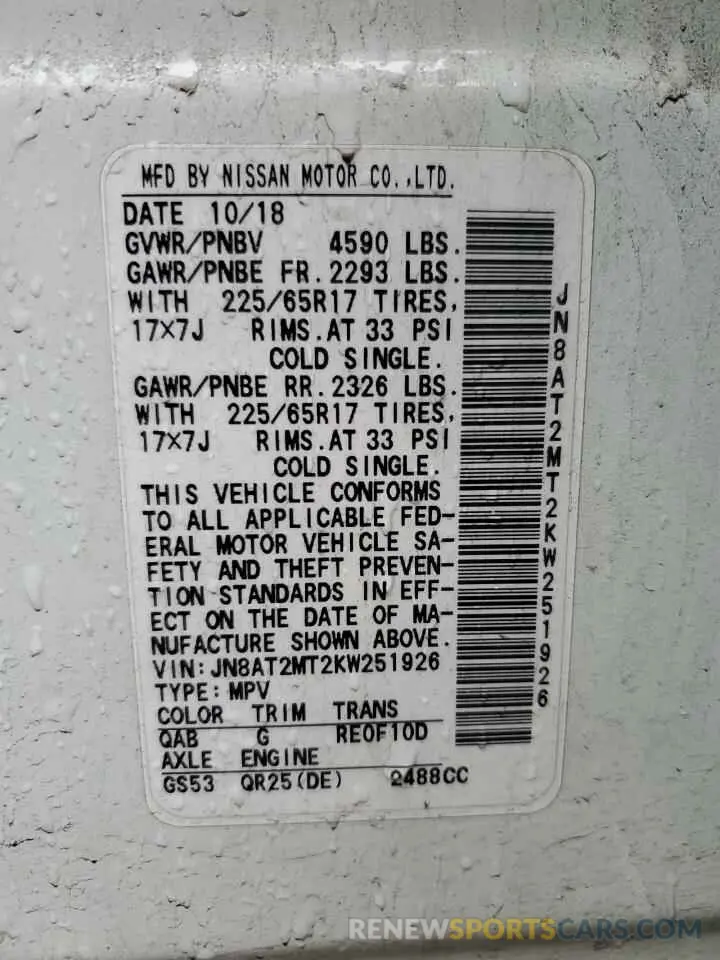 MFD BY NISSAN MOTOR CO.,LTD.
DATE 10/18
GVWR/PNBV 4590 LBS.
GAWR/PNBE FR.2293 LBS.
WITH 225/65R17 TIRES,
17×7J RIMS.AT 33 PSI
COLD SINGLE.
GAWR/PNBE RR.2326 LBS.
WITH 225/65R17 TIRES,
17×7J RIMS.AT 33 PSI
COLD SINGLE.
THIS VEHICLE CONFORMS
TO ALL APPLICABLE FED-
ERAL MOTOR VEHICLE SA-
FETY AND THEFT PREVEN-
TION STANDARDS IN EFF-
ECT ON THE DATE OF MA-
NUFACTURE SHOWN ABOVE.
VIN:JN8AT2MT2KW251926
TYPE:MPV
COLOR TRIM TRANS
QAB G RE0F10D
AXLE ENGINE
GS53 QR25(DE) 2488CC
JN8AT2MT2KW251926
RENEWSPORTSCARS.COM